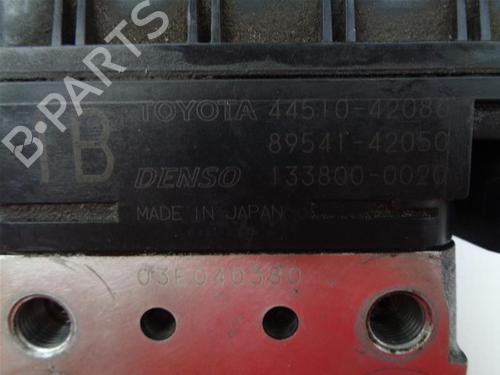 TOYOTA 44510-42080
89541-42050
1B
DENSO 133800-0020
MADE IN JAPAN
03E040380
B-PARTS